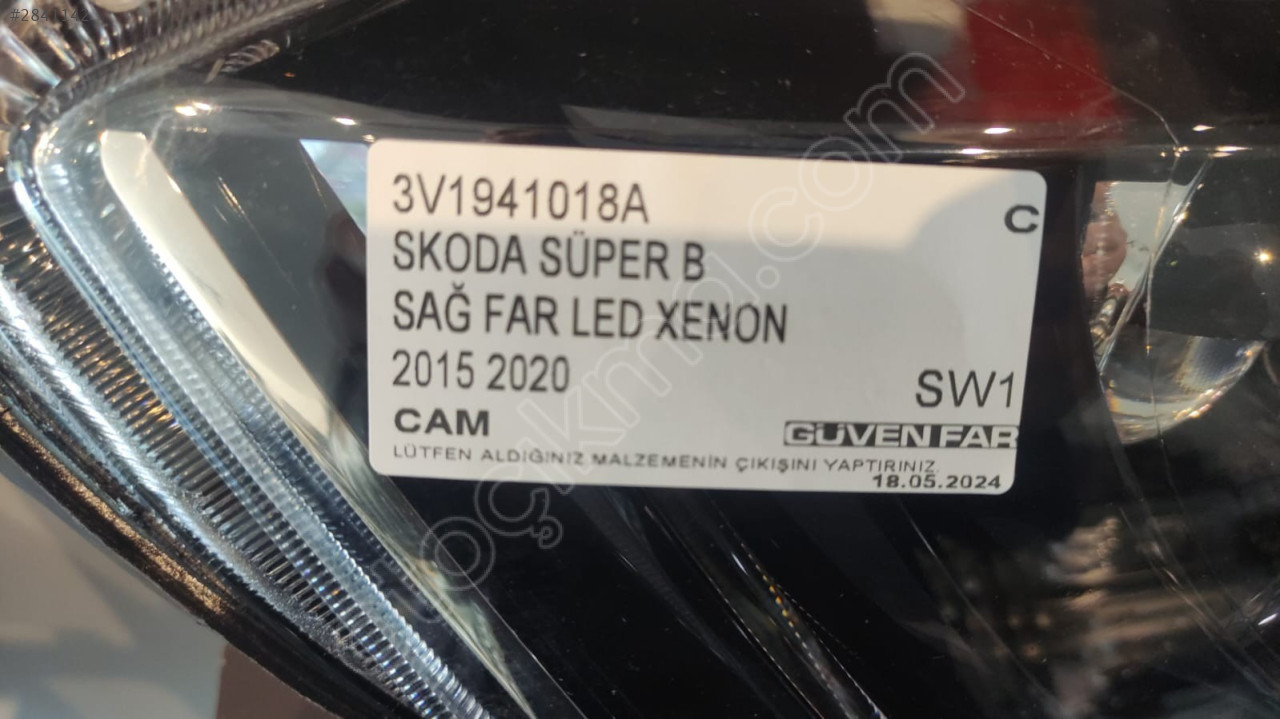 3V1941018A
C
SKODA SÜPER B
SAĞ FAR LED XENON
2015 2020
SW1
CAM
GÜVEN FAR
LÜTFEN ALDIĞINIZ MALZEMENİN ÇIKIŞINI YAPTIRINIZ.
18.05.2024